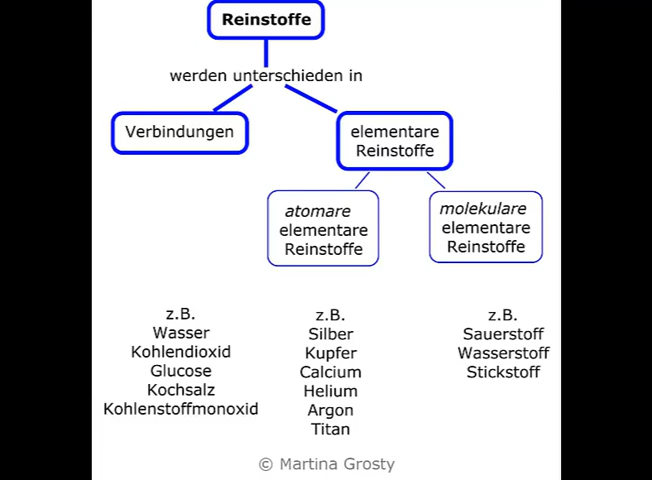 Reinstoffe
werden unterschieden in
Verbindungen
elementare
Reinstoffe
atomare
elementare
Reinstoffe
molekulare
elementare
Reinstoffe
z.B.
Wasser
Kohlendioxid
Glucose
Kochsalz
Kohlenstoffmonoxid
z.B.
Silber
Kupfer
Calcium
Helium
Argon
Titan
z.B.
Sauerstoff
Wasserstoff
Stickstoff
© Martina Grosty